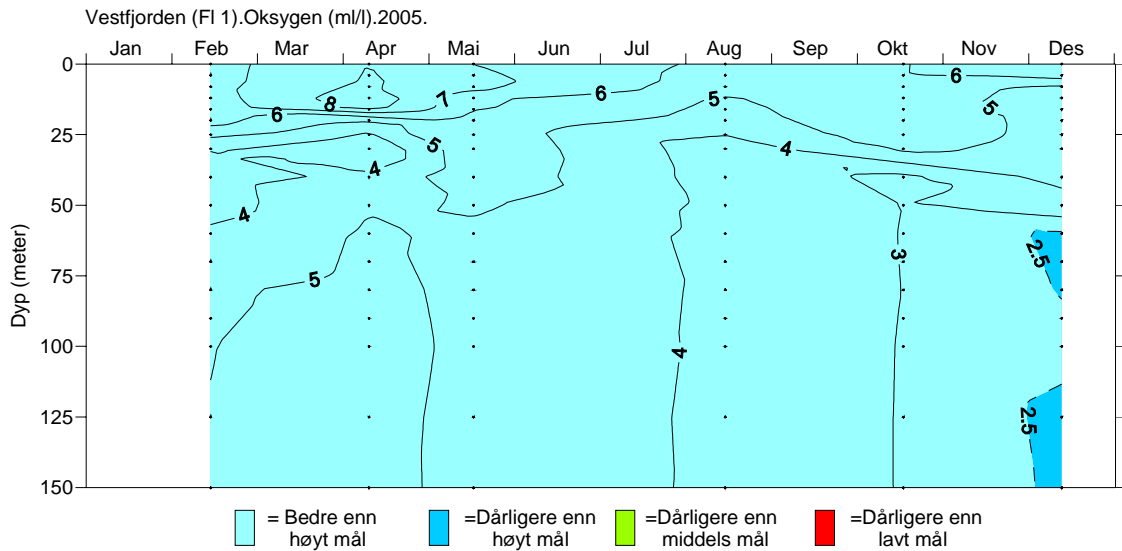 Vestfjorden (Fl 1).Oksygen (ml/l).2005.
Jan Feb Mar Apr Mai Jun Jul Aug Sep Okt Nov Des
Dyp (meter)
0
25
50
75
100
125
150
8
7
6
6
6
5
5
5
5
4
4
4
4
5
3
2.5
2.5
= Bedre enn
høyt mål
=Dårligere enn
høyt mål
=Dårligere enn
middels mål
=Dårligere enn
lavt mål